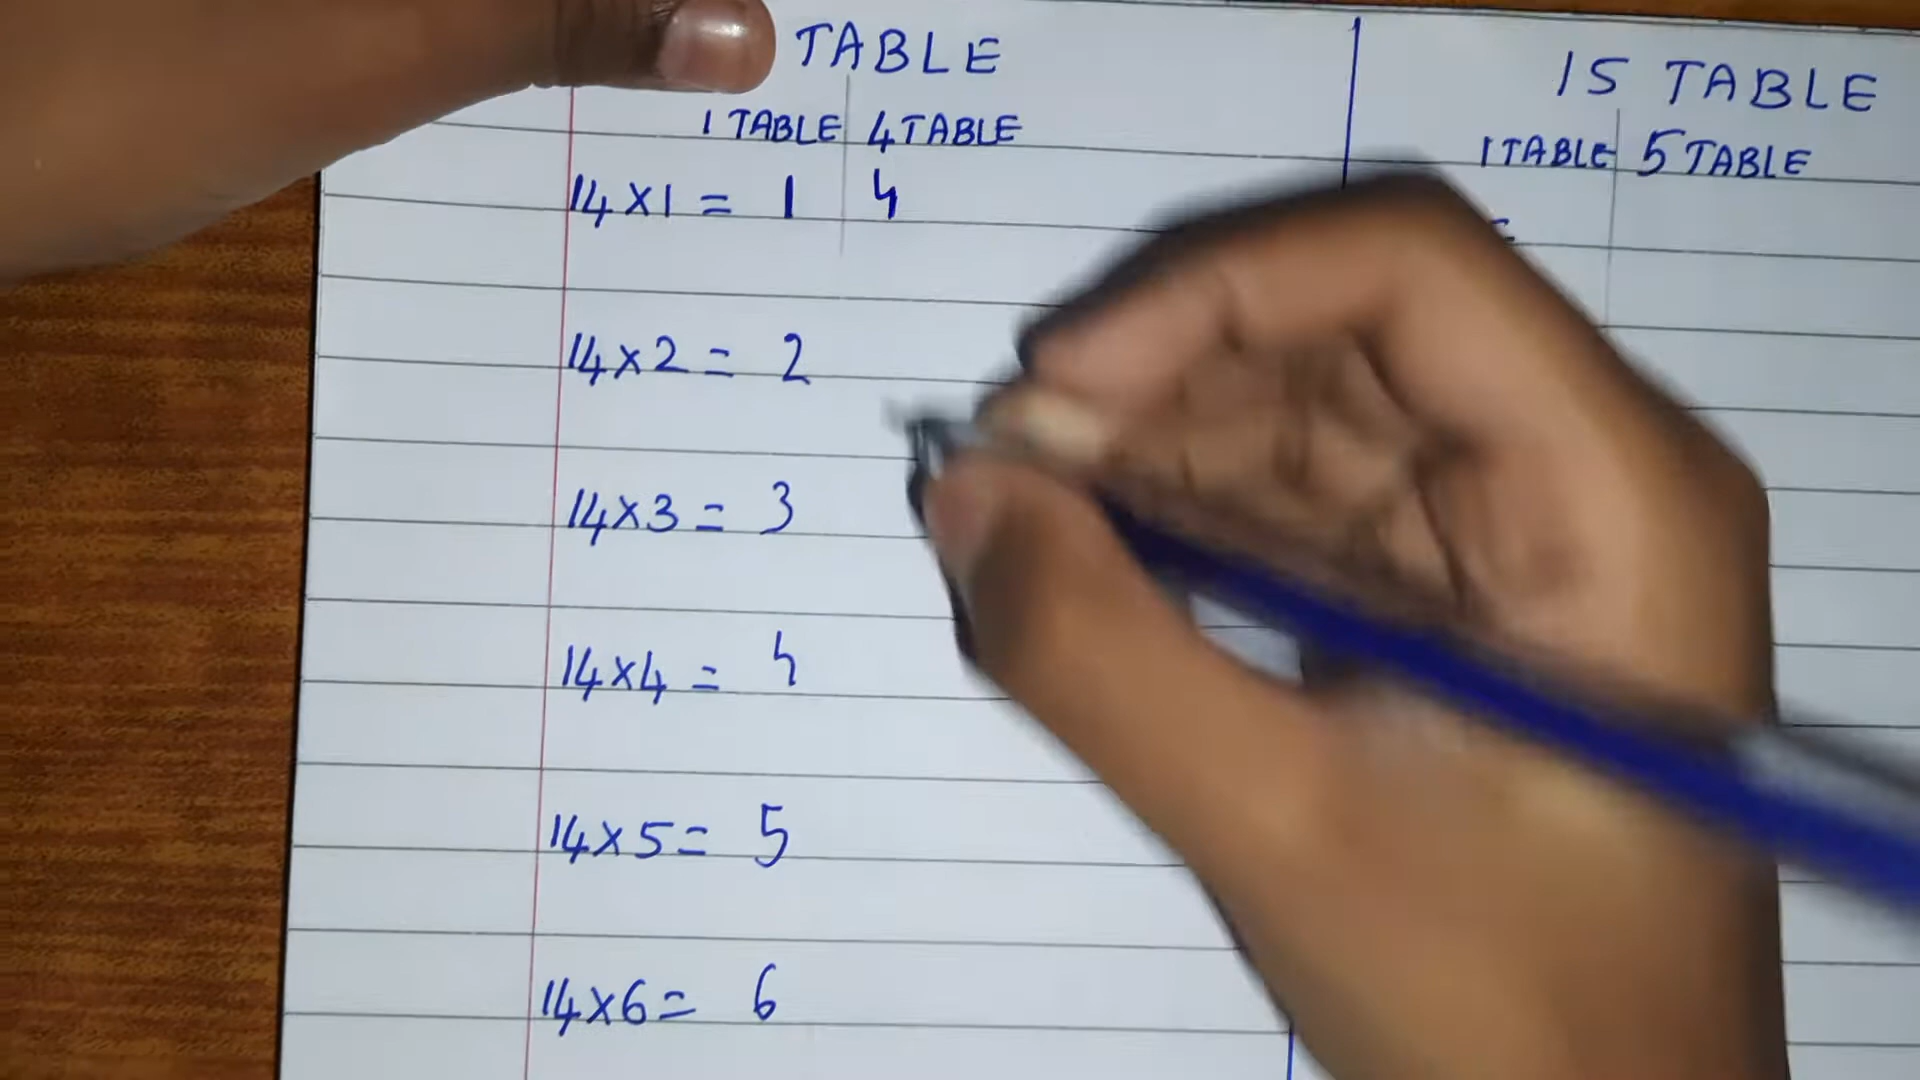 TABLE
1 TABLE 4 TABLE
14 X 1 = 1 4
14 X 2 = 2
14 X 3 = 3
14 X 4 = 4
14 X 5 = 5
14 X 6 = 6
15 TABLE
1 TABLE 5 TABLE